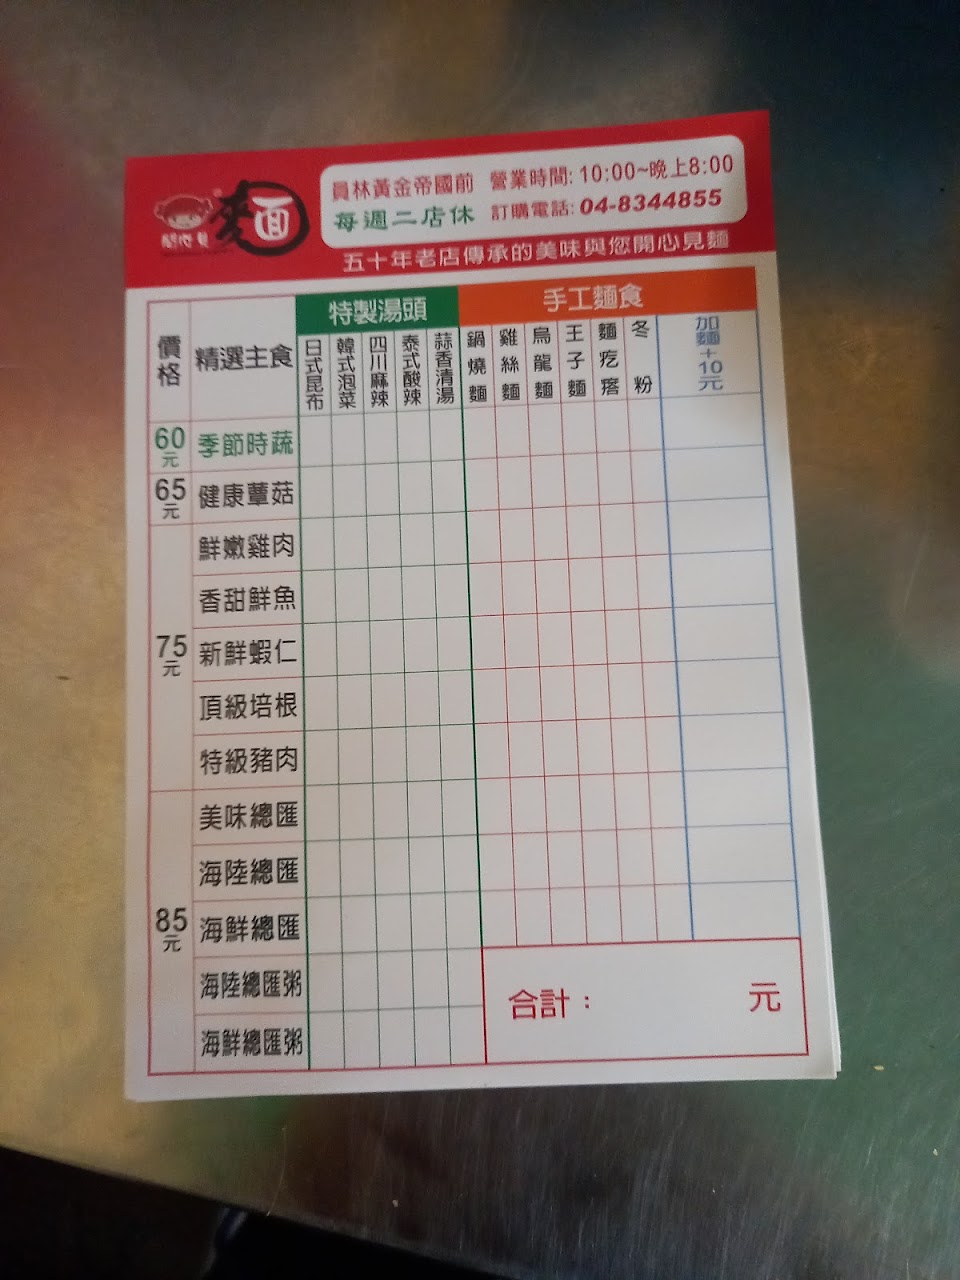 開心見
麵
員林黃金帝國前 營業時間: 10:00~晚上8:00
每週二店休 訂購電話: 04-8344855
五十年老店傳承的美味與您開心見麵
價格
精選主食
特製湯頭
日式昆布
韓式泡菜
四川麻辣
泰式酸辣
蒜香清湯
手工麵食
鍋燒麵
雞絲麵
烏龍麵
王子麵
麵疙瘩
冬粉
加麵+10元
60元 季節時蔬
65元 健康蕈菇
75元
鮮嫩雞肉
香甜鮮魚
新鮮蝦仁
頂級培根
特級豬肉
85元
美味總匯
海陸總匯
海鮮總匯
海陸總匯粥
海鮮總匯粥
合計： 元